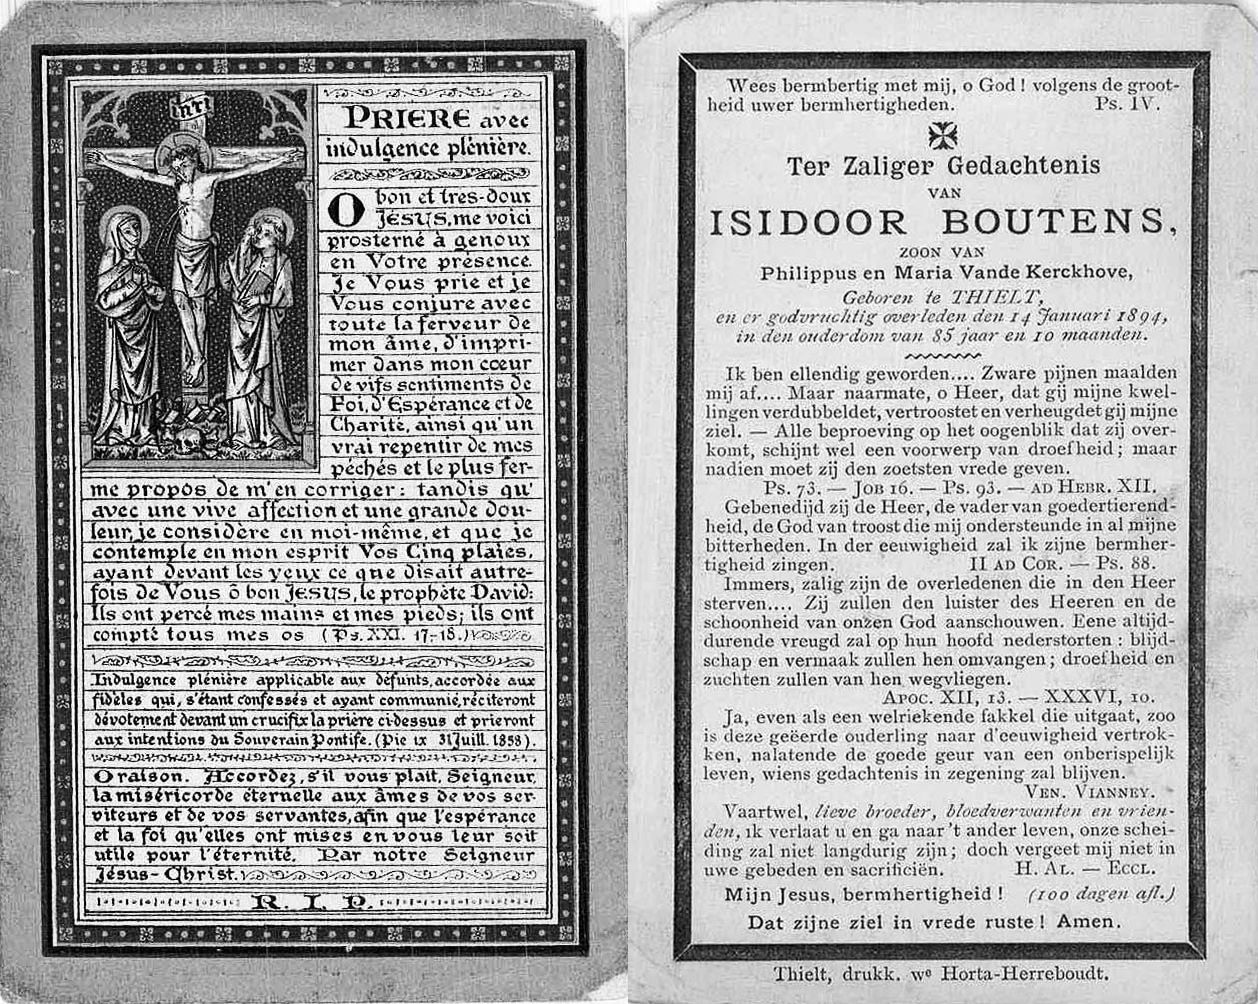 INRI
PRIERE avec
indulgence plénière.
O bon et tres-doux
JÉSUS, me voici
prosterné à genoux
en Votre présence.
Je Vous prie et je
Vous conjure avec
toute la ferveur de
mon âme, d'impri-
mer dans mon cœur
de vifs sentiments de
Foi, d'Espérance et de
Charité, ainsi qu'un
vrai repentir de mes
péchés et le plus fer-
me propos de m'en corriger: tandis qu'
avec une vive affection et une grande dou-
leur, je considère en moi-même, et que je
contemple en mon esprit Vos Cinq plaies,
ayant devant les yeux ce que disait autre-
fois de Vous ô bon JESUS, le prophète David:
Ils ont percé mes mains et mes pieds; ils ont
compté tous mes os (Ps. XXI. 17-18.)
Indulgence plénière applicable aux défunts, accordée aux
fidèles qui, s'étant confessés et ayant communié, réciteront
dévotement devant un crucifix la prière ci-dessus et prieront
aux intentions du Souverain Pontife. (Pie IX 31 Juill. 1858).
Oraison. Accordez, s'il vous plaît, Seigneur,
la miséricorde éternelle aux âmes de vos ser-
viteurs et de vos servantes, afin que l'espérance
et la foi qu'elles ont mises en vous leur soit
utile pour l'éternité. Par notre Seigneur
Jésus-Christ.
R. I. P.
Wees bermbertig met mij, o God! volgens de groot-
heid uwer bermhertigheden. Ps. IV.
Ter Zaliger Gedachtenis
VAN
ISIDOOR BOUTENS,
ZOON VAN
Philippus en Maria Vande Kerckhove,
Geboren te THIELT,
en er godvruchtig overleden den 14 Januari 1894,
in den ouderdom van 85 jaar en 10 maanden.
Ik ben ellendig geworden.... Zware pijnen maalden
mij af.... Maar naarmate, o Heer, dat gij mijne kwel-
lingen verdubbeldet, vertroostet en verheugdet gij mijne
ziel. — Alle beproeving op het oogenblik dat zij over-
komt, schijnt wel een voorwerp van droefheid; maar
nadien moet zij den zoetsten vrede geven.
Ps. 73. — JOB 16. — Ps. 93. — AD HEBR. XII.
Gebenedijd zij de Heer, de vader van goedertierend-
heid, de God van troost die mij ondersteunde in al mijne
bitterheden. In der eeuwigheid zal ik zijne bermher-
tigheid zingen. II AD COR. — Ps. 88.
Immers, zalig zijn de overledenen die in den Heer
sterven.... Zij zullen den luister des Heeren en de
schoonheid van onzen God aanschouwen. Eene altijd-
durende vreugd zal op hun hoofd nederstorten: blijd-
schap en vermaak zullen hen omvangen; droefheid en
zuchten zullen van hen wegvliegen.
APOC. XII, 13. — XXXVI, 10.
Ja, even als een welriekende fakkel die uitgaat, zoo
is deze geëerde ouderling naar d'eeuwigheid vertrok-
ken, nalatende de goede geur van een onberispelijk
leven, wiens gedachtenis in zegening zal blijven.
VEN. VIANNEY.
Vaartwel, lieve broeder, bloedverwanten en vrien-
den, ik verlaat u en ga naar 't ander leven, onze schei-
ding zal niet langdurig zijn; doch vergeet mij niet in
uwe gebeden en sacrificiën. H. AL. — ECCL.
Mijn Jesus, bermhertigheid! (100 dagen afl.)
Dat zijne ziel in vrede ruste! Amen.
Thielt, drukk. we Horta-Herreboudt.